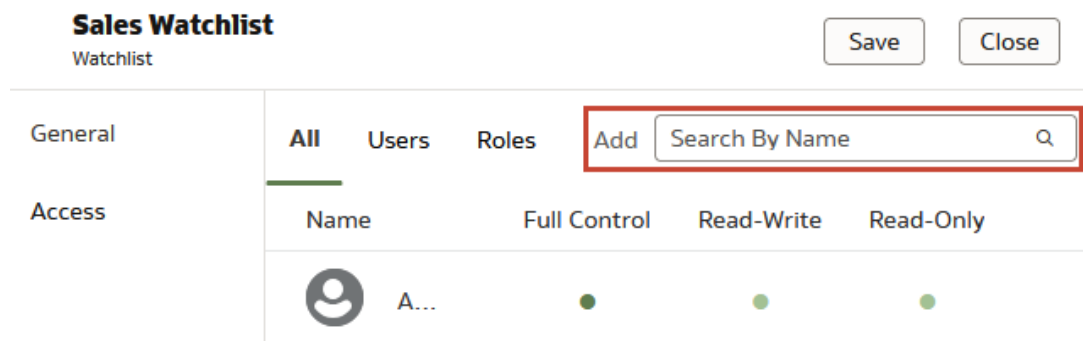 Sales Watchlist
Watchlist
Save Close
General
All Users Roles Add Search By Name
Access
Name Full Control Read-Write Read-Only
A...